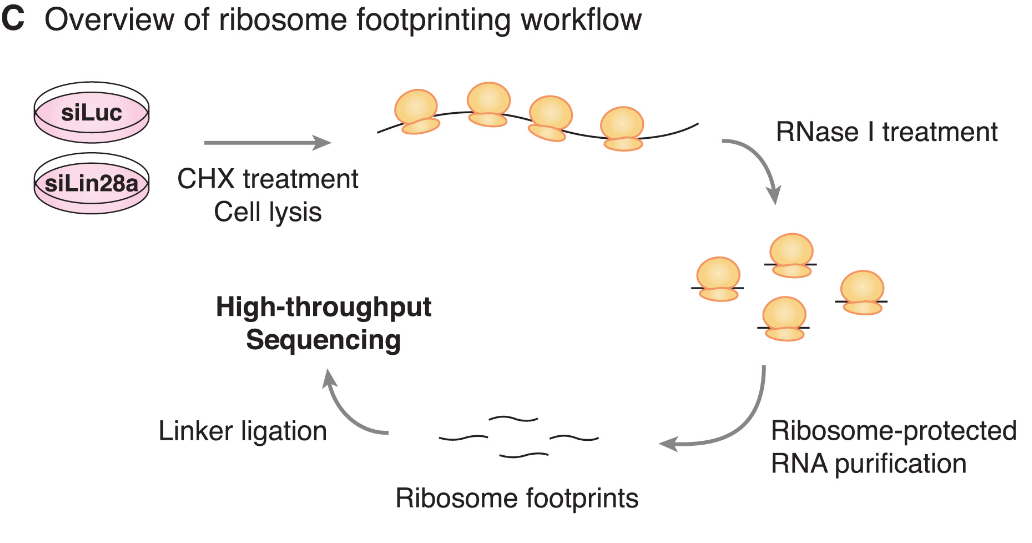 C Overview of ribosome footprinting workflow
siLuc
siLin28a
CHX treatment
Cell lysis
RNase I treatment
Ribosome-protected
RNA purification
Ribosome footprints
Linker ligation
High-throughput
Sequencing